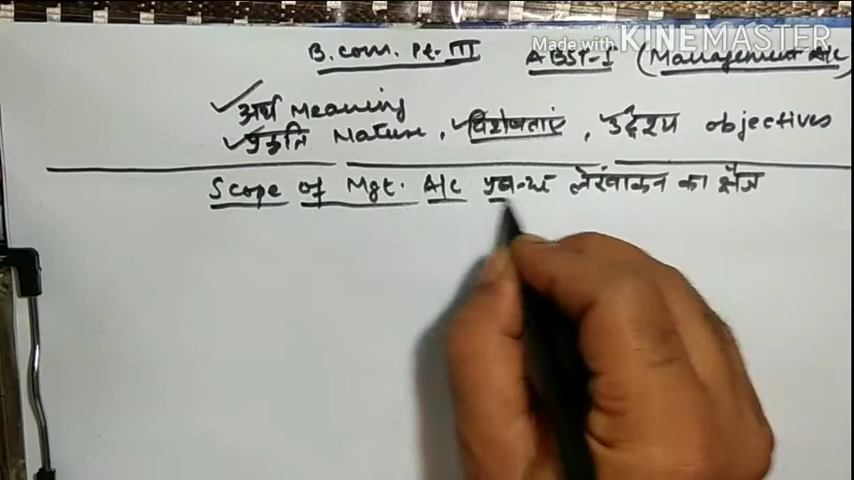 Made with KINEMASTER
B.com. Pt. III ABST-I (Management A/c)
अर्थ Meaning
प्रकृति Nature, विशेषताएं, उद्देश्य objectives
Scope of Mgt. A/c प्रबन्ध लेखांकन का क्षेत्र